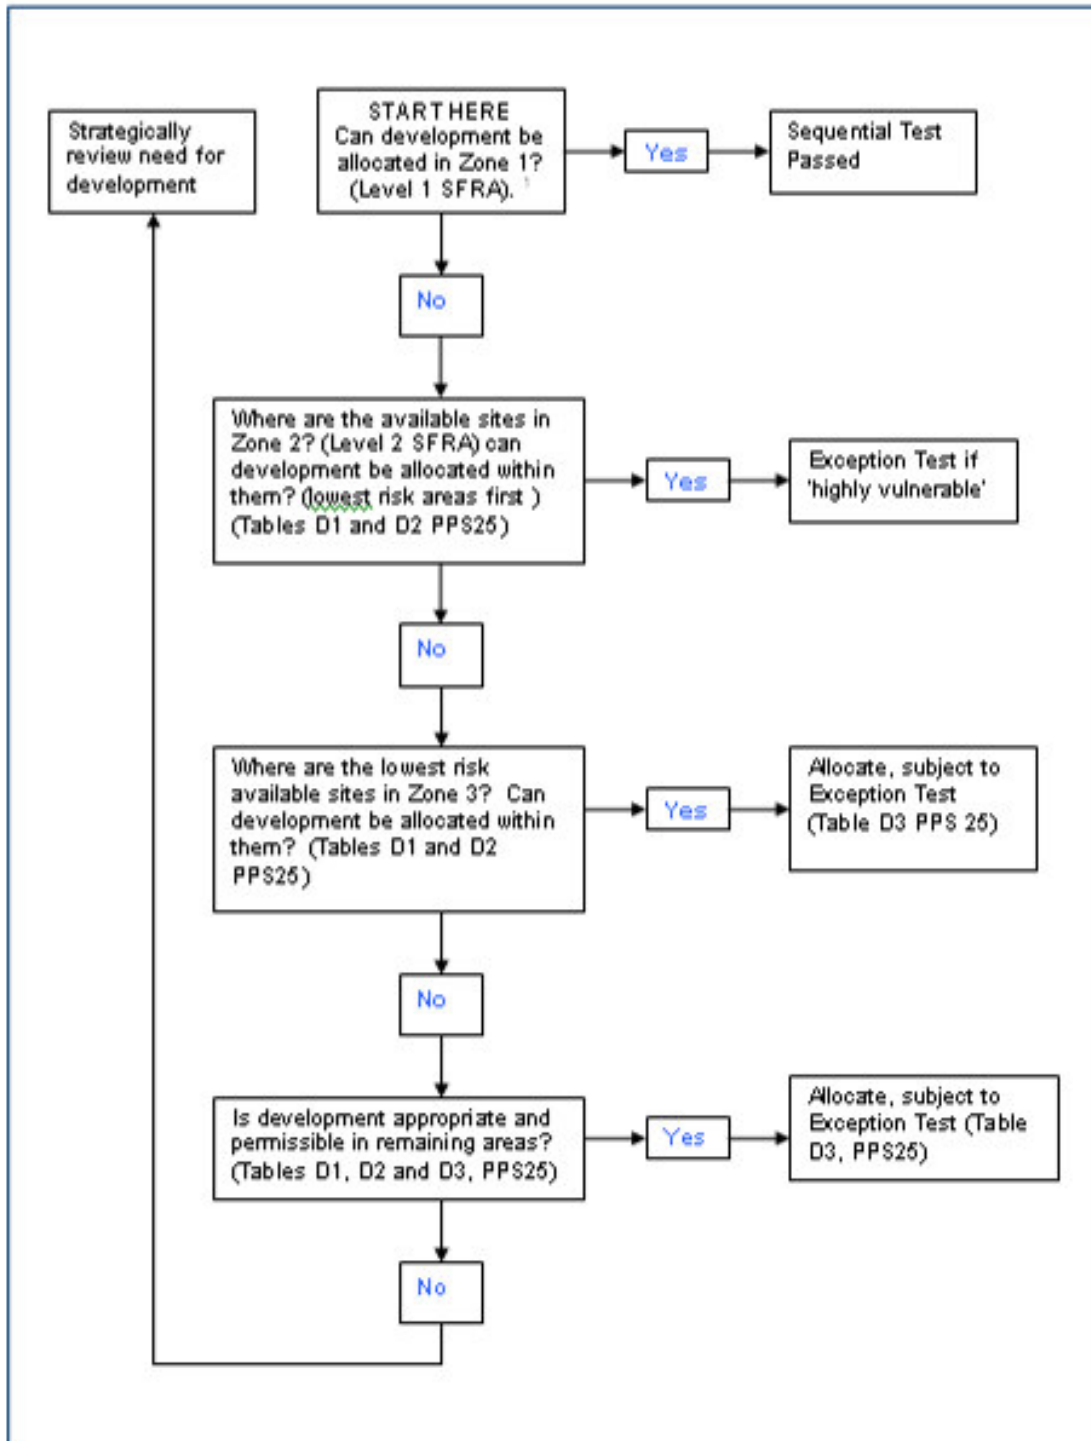 Strategically
review need for
development
START HERE
Can development be
allocated in Zone 1?
(Level 1 SFRA). 1
Yes
Sequential Test
Passed
No
Where are the available sites in
Zone 2? (Level 2 SFRA) can
development be allocated within
them? (lowest risk areas first )
(Tables D1 and D2 PPS25)
Yes
Exception Test if
'highly vulnerable'
No
Where are the lowest risk
available sites in Zone 3? Can
development be allocated within
them? (Tables D1 and D2
PPS25)
Yes
Allocate, subject to
Exception Test
(Table D3 PPS 25)
No
Is development appropriate and
permissible in remaining areas?
(Tables D1, D2 and D3, PPS25)
Yes
Allocate, subject to
Exception Test (Table
D3, PPS25)
No